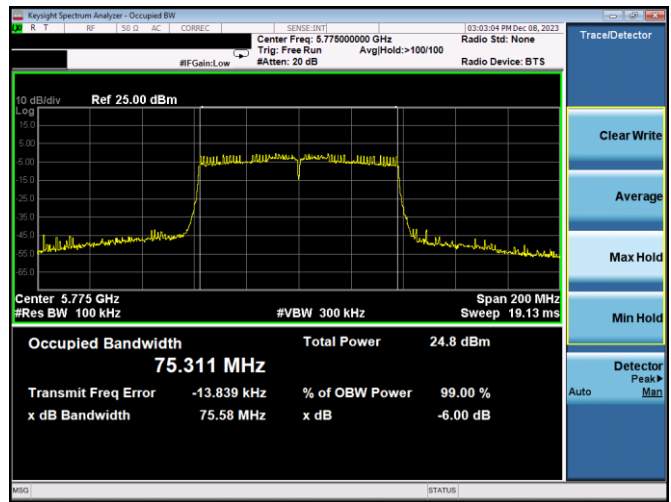 Keysight Spectrum Analyzer - Occupied BW
R T RF 50 Ω AC CORREC SENSE:INT 03:03:04 PM Dec 08, 2023
Center Freq: 5.775000000 GHz Radio Std: None
Trig: Free Run Avg|Hold:>100/100
#IFGain:Low #Atten: 20 dB Radio Device: BTS
Trace/Detector
10 dB/div Ref 25.00 dBm
Log
15.0
5.00
-5.00
-15.0
-25.0
-35.0
-45.0
-55.0
-65.0
Center 5.775 GHz Span 200 MHz
#Res BW 100 kHz #VBW 300 kHz Sweep 19.13 ms
Occupied Bandwidth Total Power 24.8 dBm
75.311 MHz
Transmit Freq Error -13.839 kHz % of OBW Power 99.00 %
x dB Bandwidth 75.58 MHz x dB -6.00 dB
Clear Write
Average
Max Hold
Min Hold
Detector
Peak▶
Auto Man
MSG STATUS